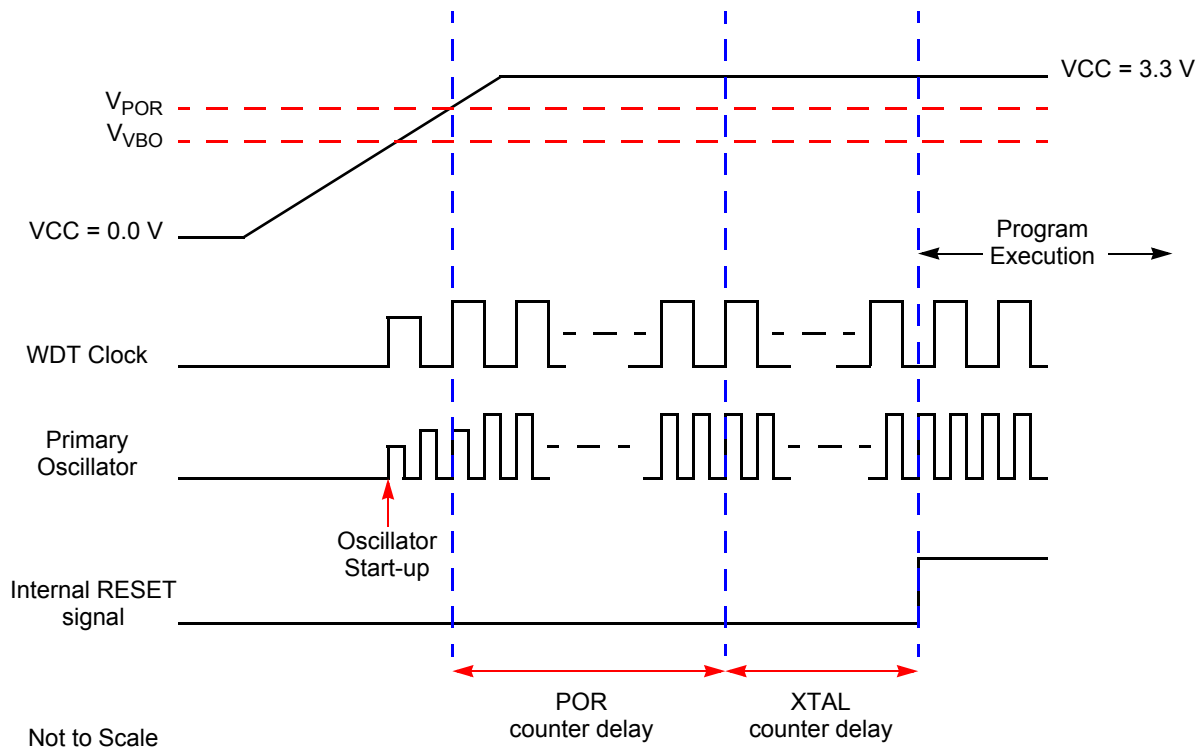 VCC = 3.3 V
VPOR
VVBO
VCC = 0.0 V
Program
Execution
WDT Clock
Primary
Oscillator
Oscillator
Start-up
Internal RESET
signal
POR
counter delay
XTAL
counter delay
Not to Scale